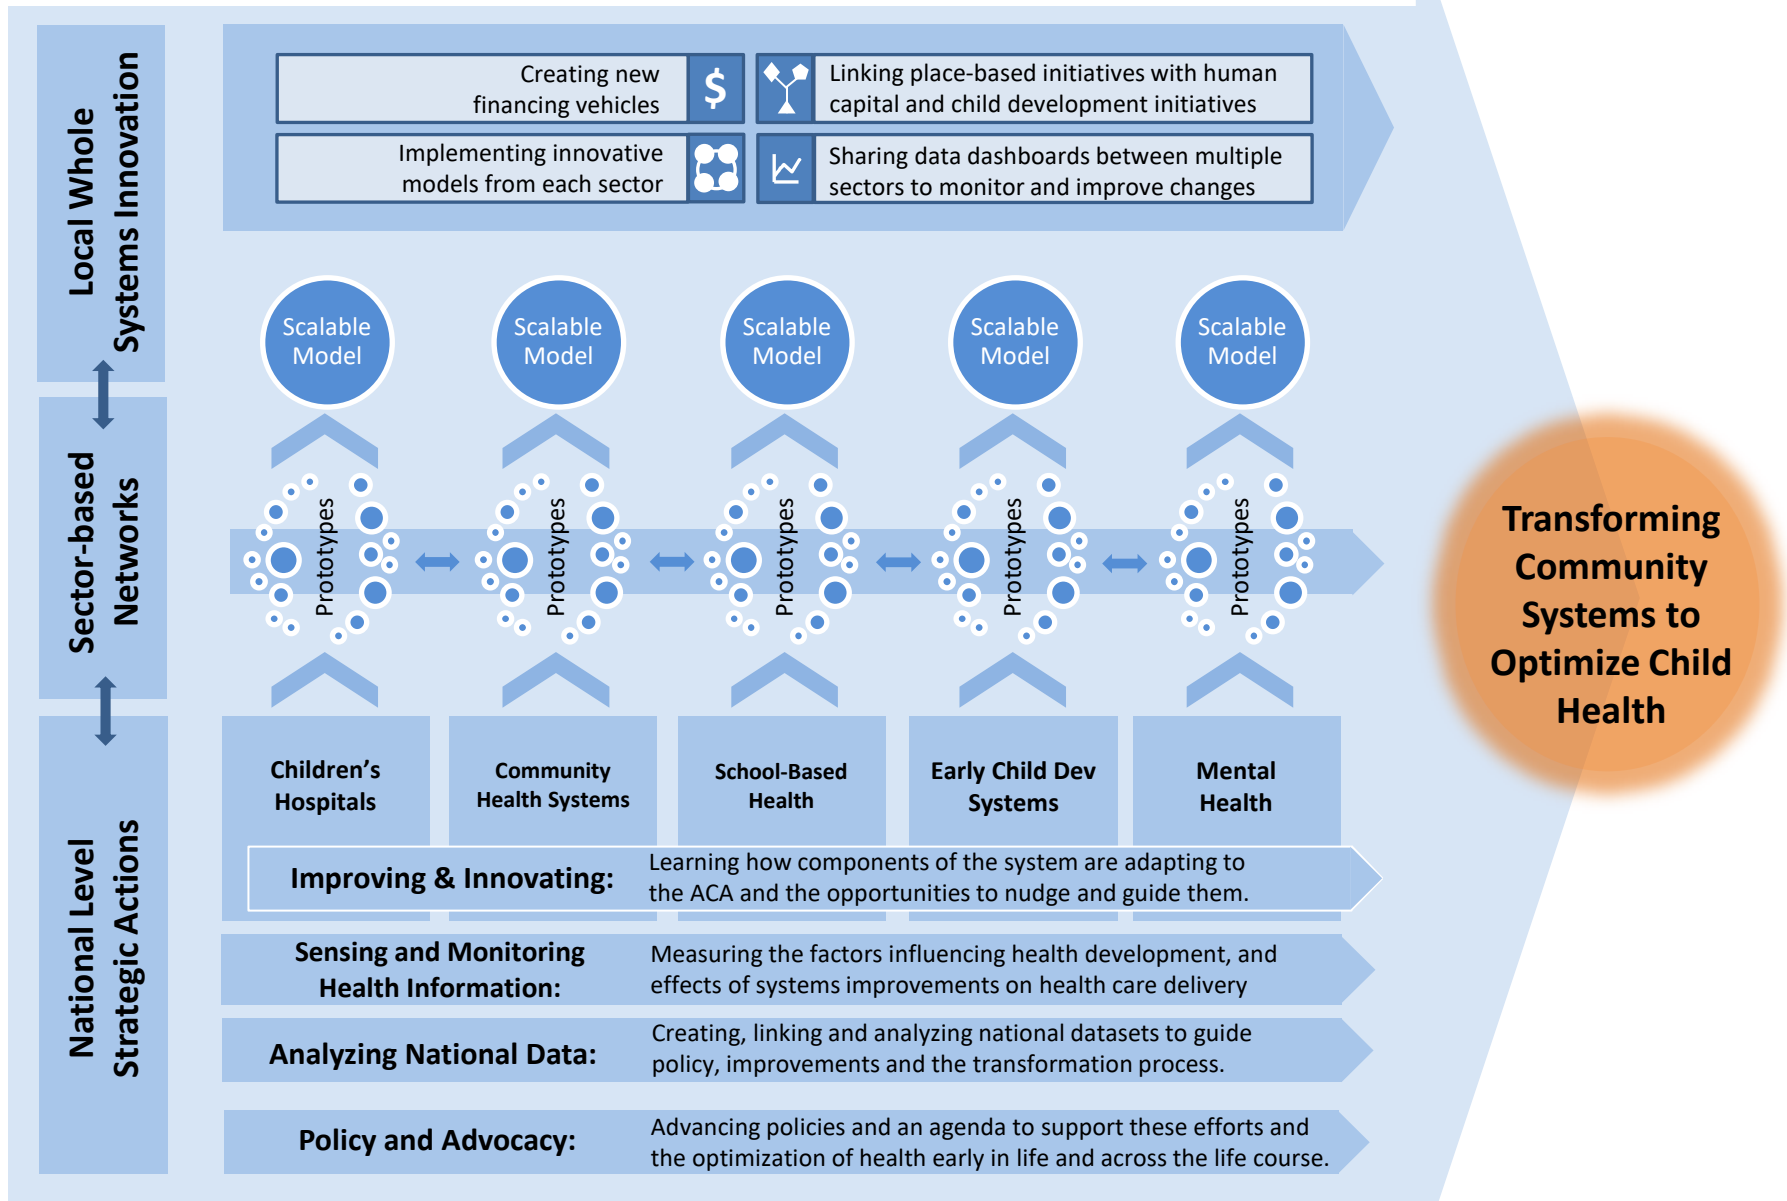 Local Whole
Systems Innovation
Creating new
financing vehicles
$
Linking place-based initiatives with human
capital and child development initiatives
Implementing innovative
models from each sector
Sharing data dashboards between multiple
sectors to monitor and improve changes
Scalable
Model
Scalable
Model
Scalable
Model
Scalable
Model
Scalable
Model
Sector-based
Networks
Prototypes
Prototypes
Prototypes
Prototypes
Prototypes
Transforming
Community
Systems to
Optimize Child
Health
National Level
Strategic Actions
Children's
Hospitals
Community
Health Systems
School-Based
Health
Early Child Dev
Systems
Mental
Health
Improving & Innovating:
Learning how components of the system are adapting to
the ACA and the opportunities to nudge and guide them.
Sensing and Monitoring
Health Information:
Measuring the factors influencing health development, and
effects of systems improvements on health care delivery
Analyzing National Data:
Creating, linking and analyzing national datasets to guide
policy, improvements and the transformation process.
Policy and Advocacy:
Advancing policies and an agenda to support these efforts and
the optimization of health early in life and across the life course.